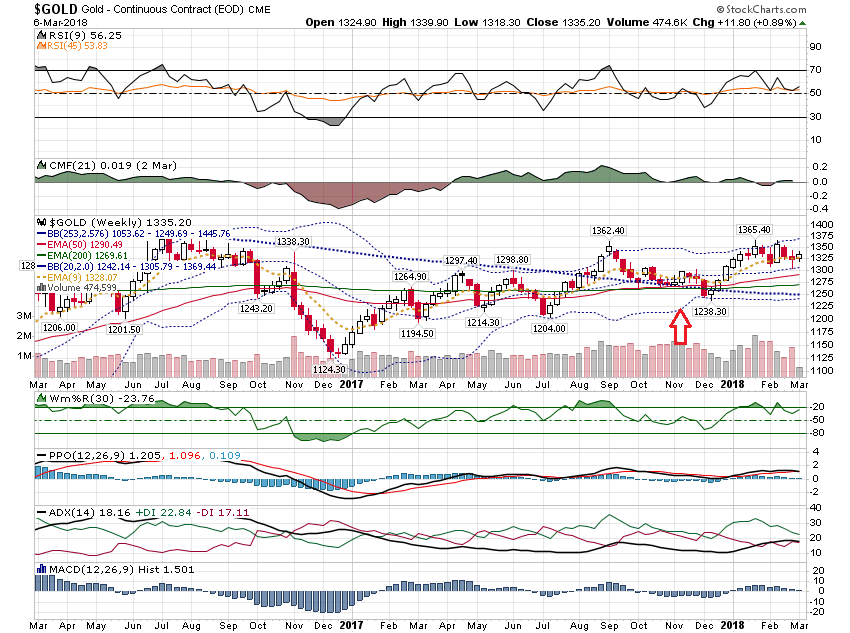 $GOLD Gold - Continuous Contract (EOD) CME
© StockCharts.com
6-Mar-2018
Open 1324.90 High 1339.90 Low 1318.30 Close 1335.20 Volume 474.6K Chg +11.80 (+0.89%)
RSI(9) 56.25
RSI(45) 53.83
90
70
50
30
10
CMF(21) 0.019 (2 Mar)
0.2
0.0
-0.2
-0.4
$GOLD (Weekly) 1335.20
BB(253,2.576) 1053.62 - 1249.69 - 1445.76
EMA(50) 1290.49
EMA(200) 1269.61
BB(20,2.0) 1242.14 - 1305.79 - 1369.44
EMA(9) 1328.07
Volume 474,599
128
1338.30
1362.40
1365.40
1297.40
1298.80
1264.90
1243.20
1206.00
1201.50
1194.50
1214.30
1204.00
1238.30
1124.30
1400
1375
1350
1325
1300
1275
1250
1225
1200
1175
1150
1125
1100
3M
2M
1M
Mar Apr May Jun Jul Aug Sep Oct Nov Dec 2017 Feb Mar Apr May Jun Jul Aug Sep Oct Nov Dec 2018 Feb Mar
Wm%R(30) -23.76
-20
-50
-80
PPO(12,26,9) 1.205, 1.096, 0.109
4
2
0
-2
ADX(14) 18.16 +DI 22.84 -DI 17.11
40
30
20
10
MACD(12,26,9) Hist 1.501
20
10
0
-10
-20
Mar Apr May Jun Jul Aug Sep Oct Nov Dec 2017 Feb Mar Apr May Jun Jul Aug Sep Oct Nov Dec 2018 Feb Mar